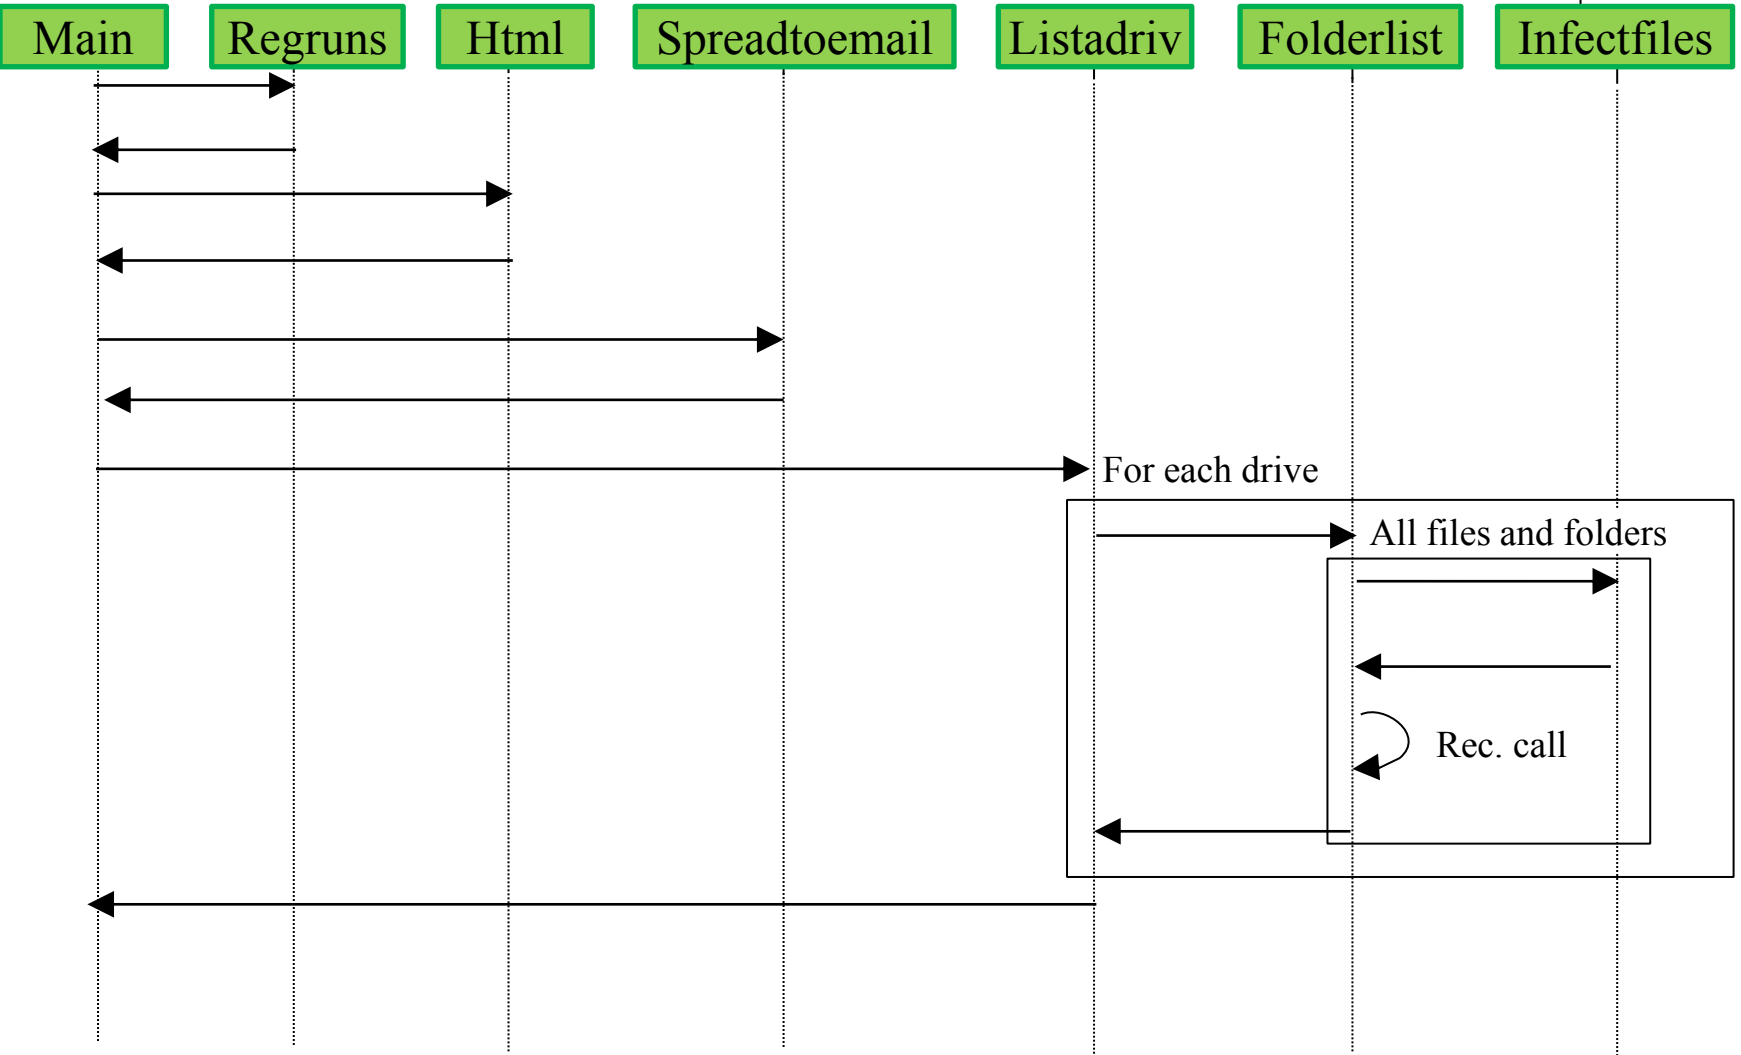 Main Regruns Html Spreadtoemail Listadriv Folderlist Infectfiles
For each drive
All files and folders
Rec. call